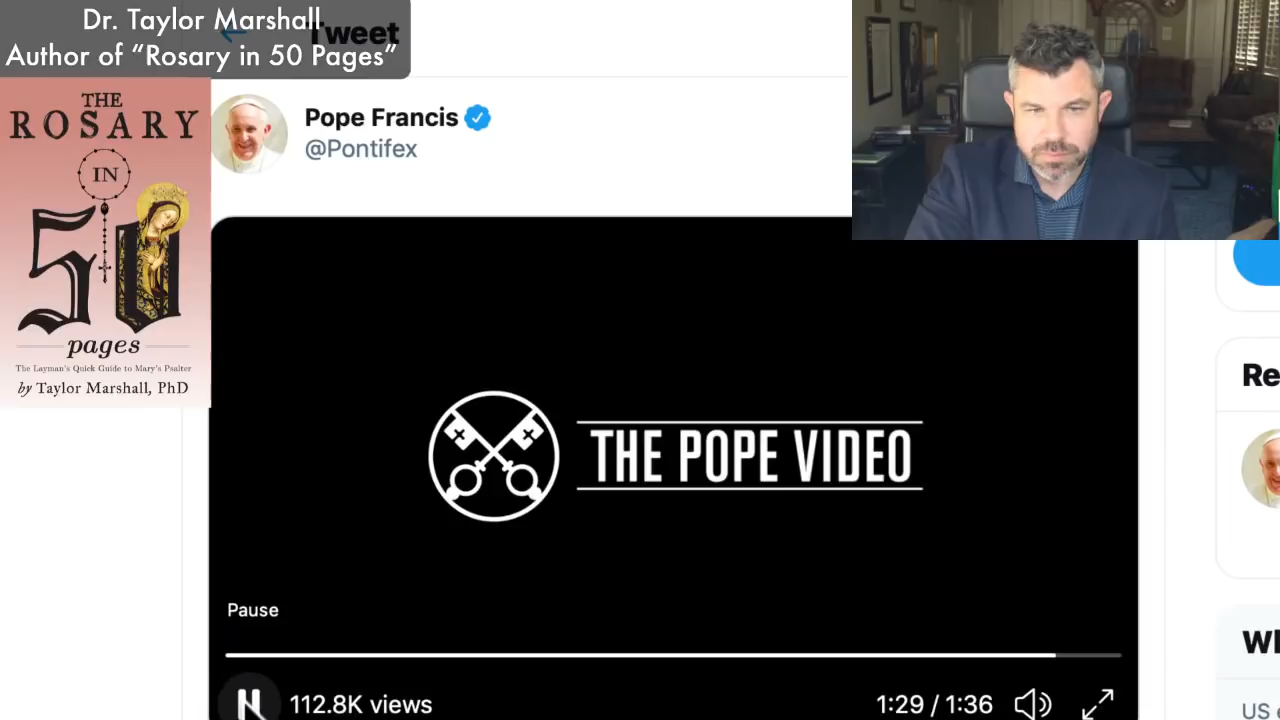 Dr. Taylor Marshall
Author of “Rosary in 50 Pages”
Tweet
THE
ROSARY
IN
50
pages
The Layman's Quick Guide to Mary's Psalter
by Taylor Marshall, PhD
Pope Francis
@Pontifex
THE POPE VIDEO
Pause
112.8K views
1:29 / 1:36
Re
Wh
US